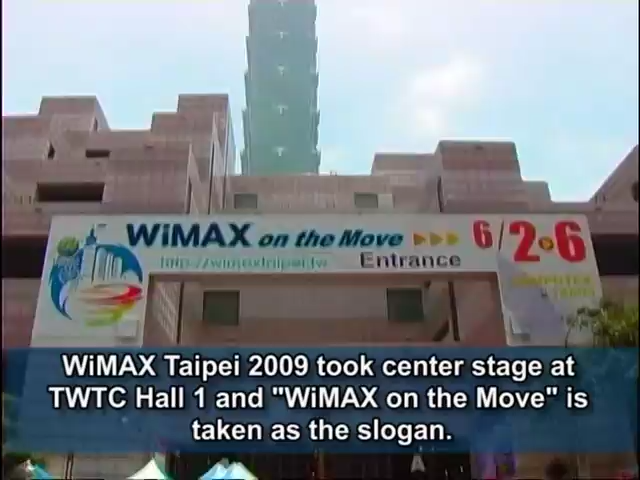 WiMAX on the Move
6/2▸6
http://wimaxtaipei.tw
Entrance
COMPUTEX
WiMAX Taipei 2009 took center stage at
TWTC Hall 1 and "WiMAX on the Move" is
taken as the slogan.